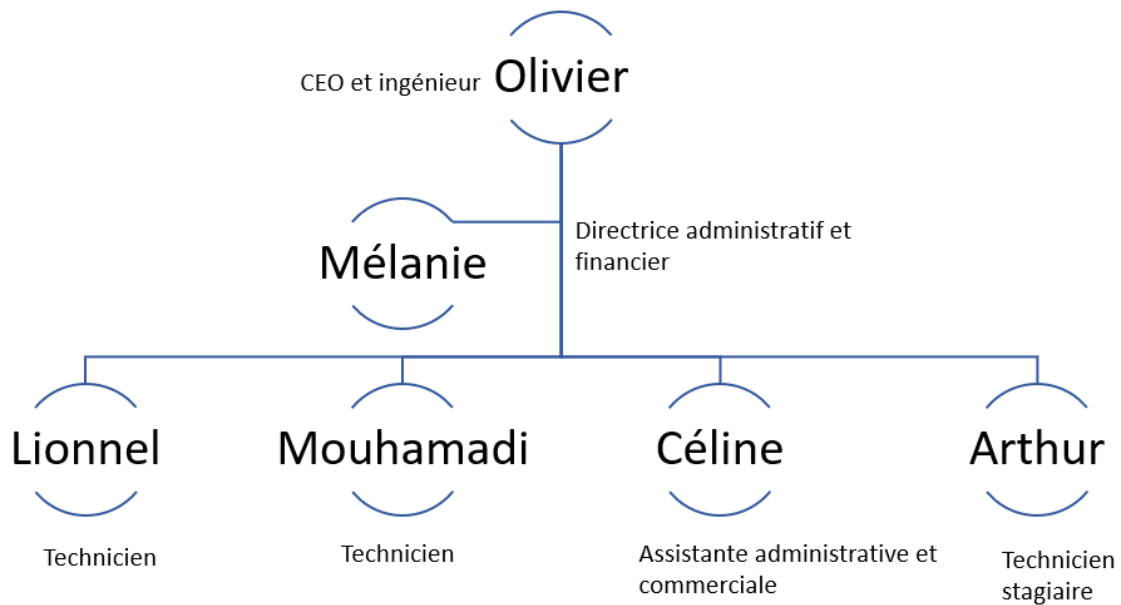 CEO et ingénieur Olivier
Directrice administratif et
financier
Mélanie
Lionnel
Mouhamadi
Céline
Arthur
Technicien
Technicien
Assistante administrative et
commerciale
Technicien
stagiaire